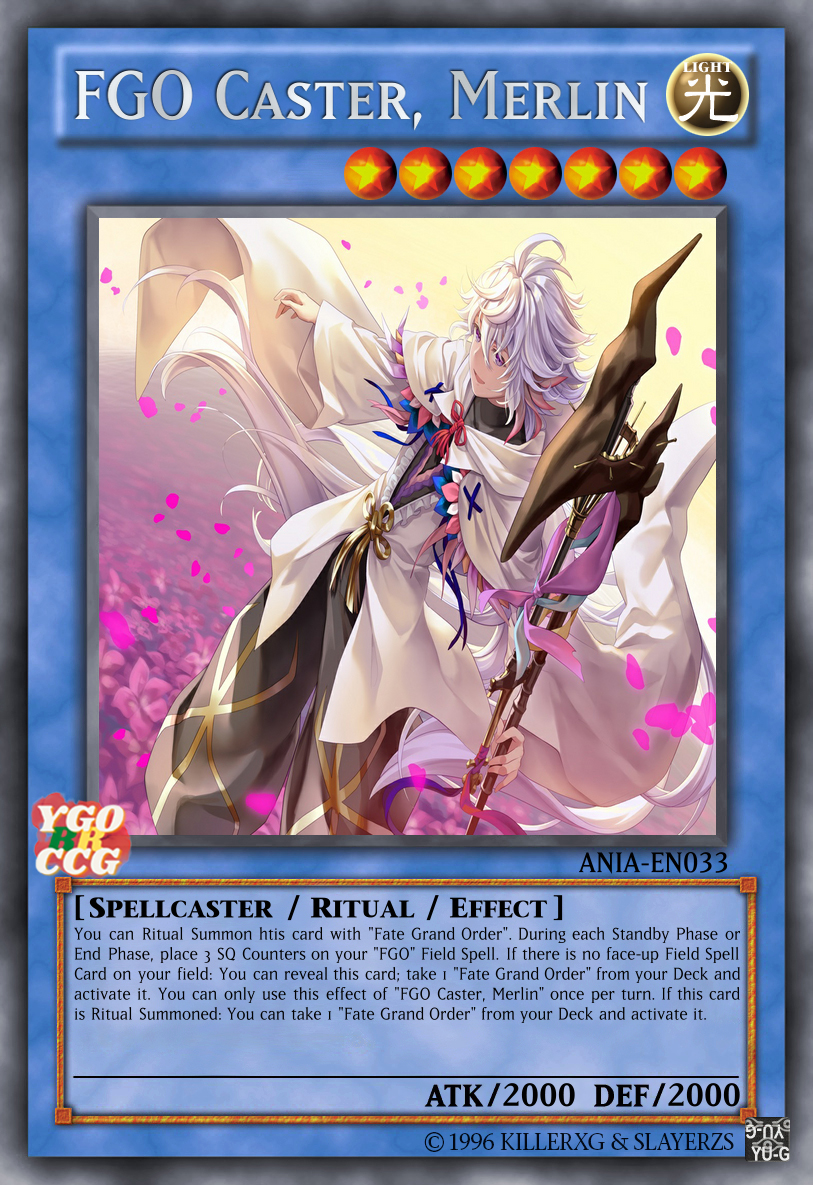 FGO Caster, Merlin
LIGHT
光
YGO
RR
CCG
ANIA-EN033
[Spellcaster / Ritual / Effect]
You can Ritual Summon htis card with "Fate Grand Order". During each Standby Phase or
End Phase, place 3 SQ Counters on your "FGO" Field Spell. If there is no face-up Field Spell
Card on your field: You can reveal this card; take 1 "Fate Grand Order" from your Deck and
activate it. You can only use this effect of "FGO Caster, Merlin" once per turn. If this card
is Ritual Summoned: You can take 1 "Fate Grand Order" from your Deck and activate it.
ATK/2000 DEF/2000
© 1996 KILLERXG & SLAYERZS
YU-G